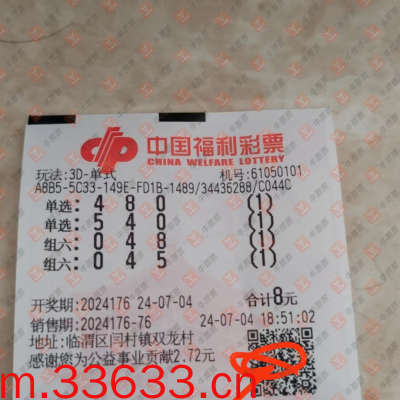 中国福利彩票
CHINA WELFARE LOTTERY
玩法:3D-单式 机号:61050101
A8B5-5C33-149E-FD1B-1489/34436288/C044C
单选: 4 8 0 (1)
单选: 5 4 0 (1)
组六: 0 4 8 (1)
组六: 0 4 5 (1)
开奖期:2024176 24-07-04 合计8元
销售期:2024176-76 24-07-04 18:51:02
地址:临渭区闫村镇双龙村
感谢您为公益事业贡献2.72元
m.33633.cn